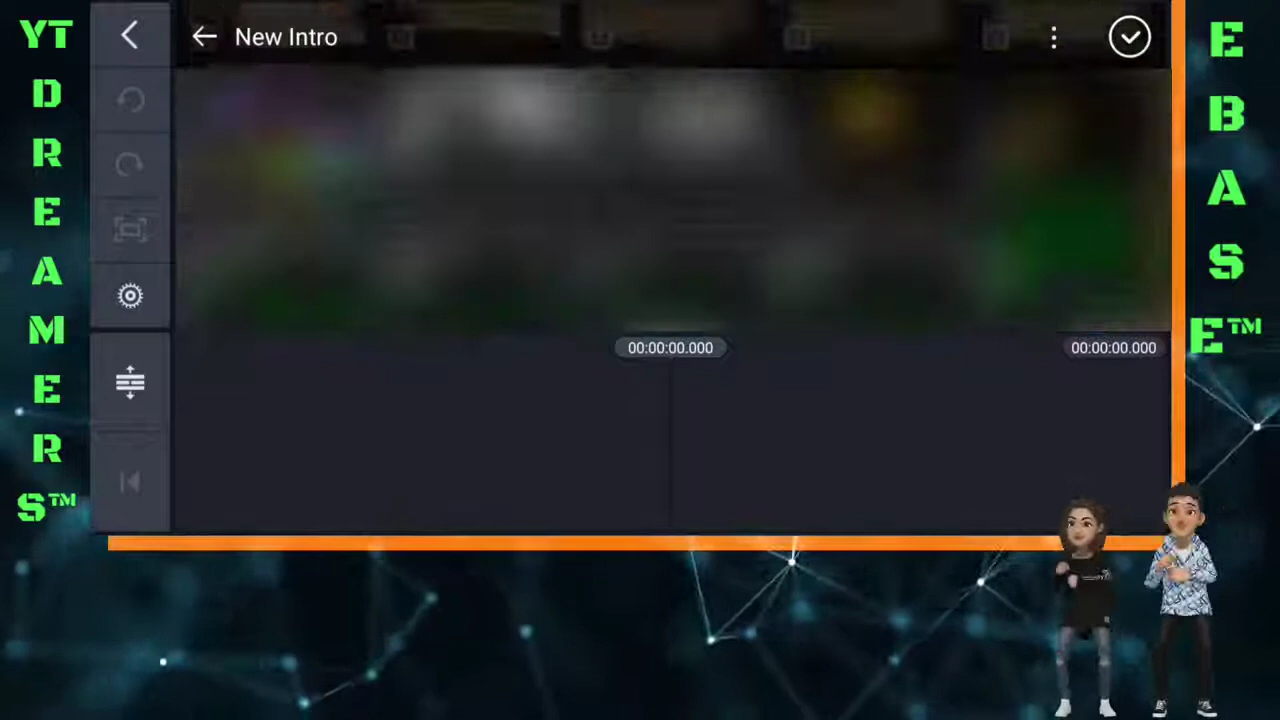 YT
D
R
E
A
M
E
R
S™
New Intro
00:00:00.000
00:00:00.000
E
B
A
S
E™